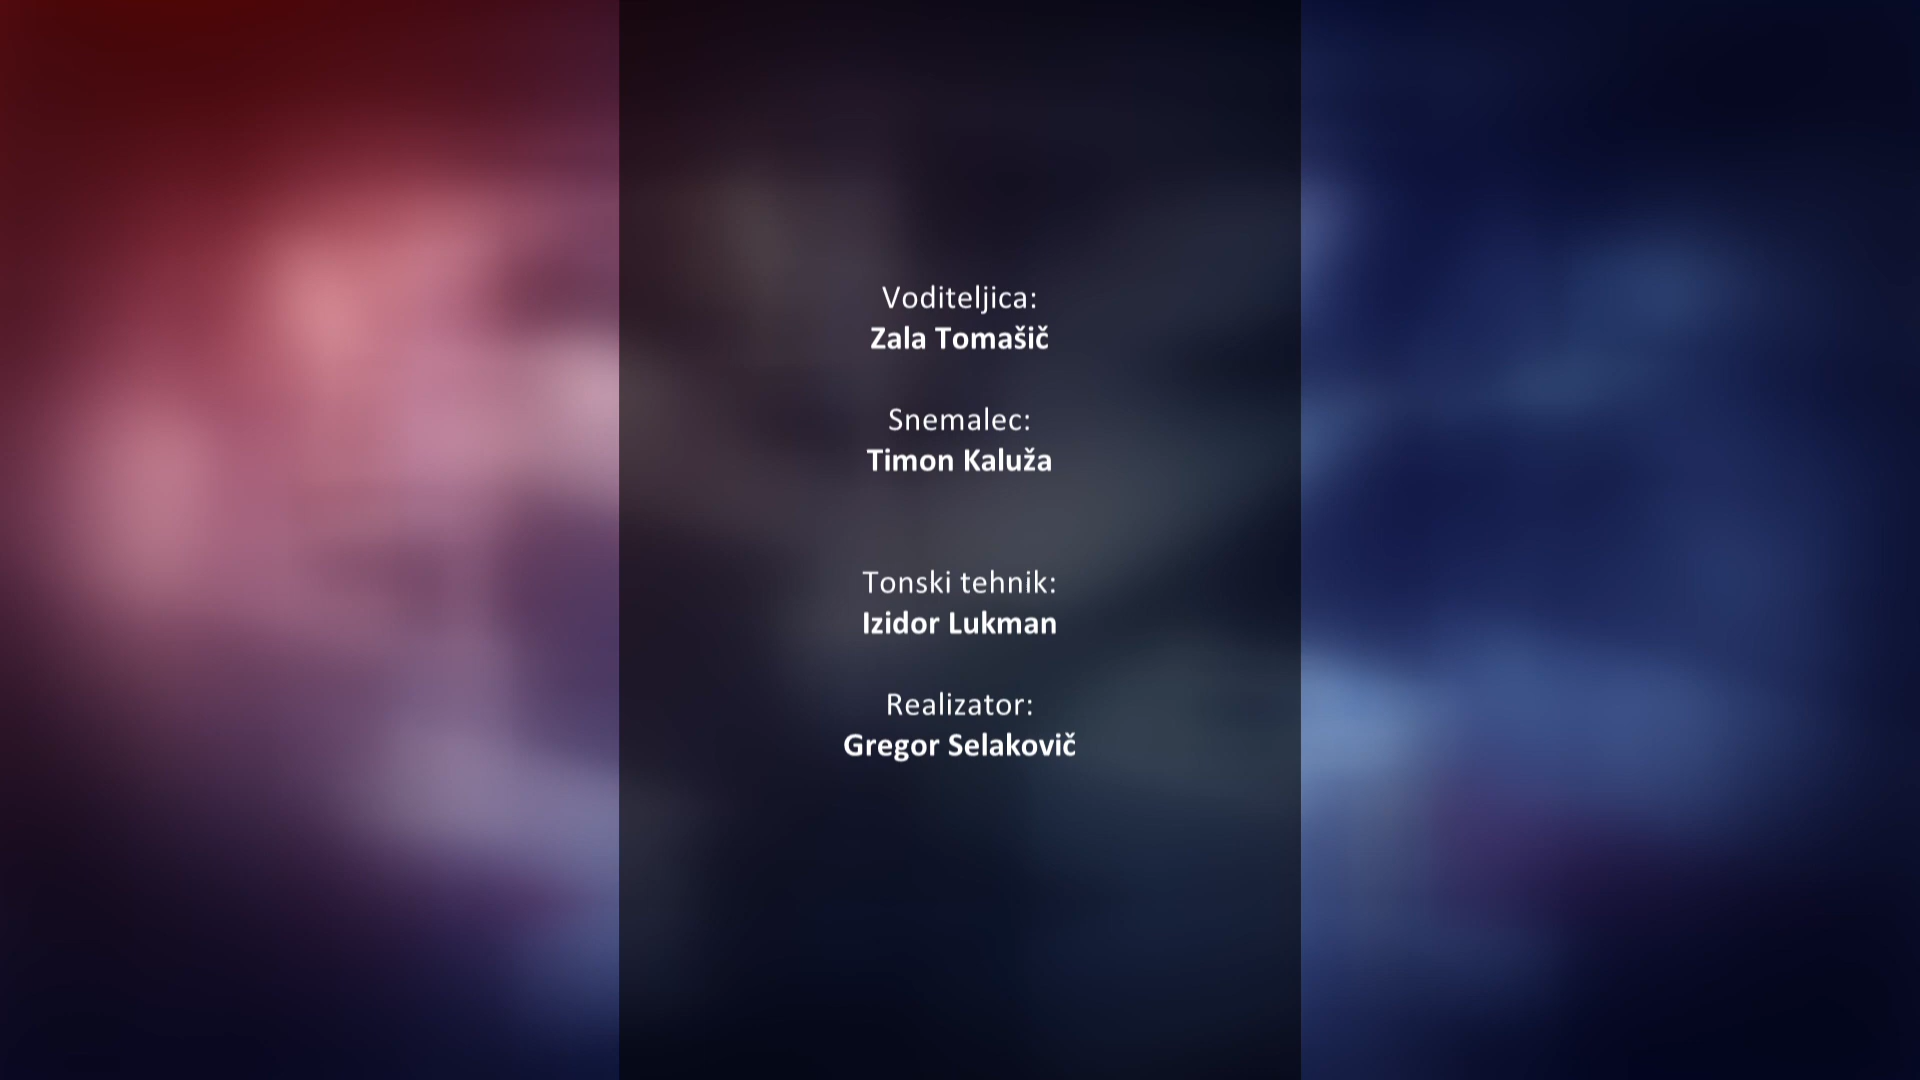 Voditeljica:
Zala Tomašič
Snemalec:
Timon Kaluža
Tonski tehnik:
Izidor Lukman
Realizator:
Gregor Selakovič